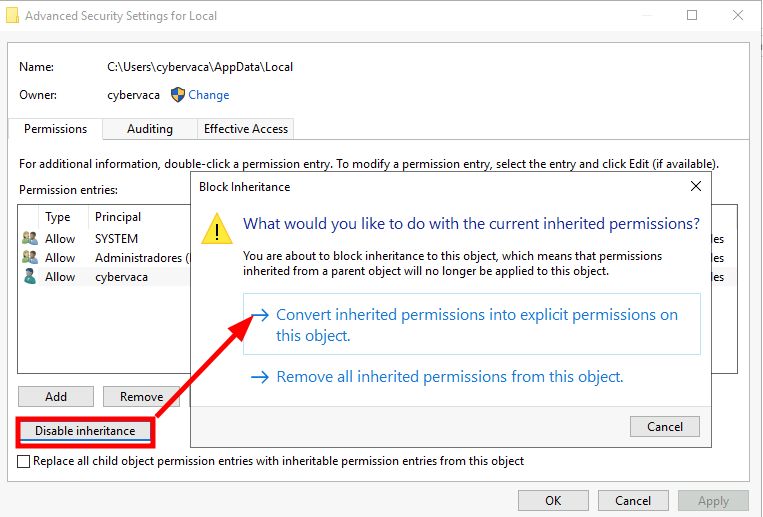 Advanced Security Settings for Local
Name: C:\Users\cybervaca\AppData\Local
Owner: cybervaca Change
Permissions Auditing Effective Access
For additional information, double-click a permission entry. To modify a permission entry, select the entry and click Edit (if available).
Permission entries:
Type Principal
Allow SYSTEM
Allow Administradores (
Allow cybervaca
Block Inheritance
What would you like to do with the current inherited permissions?
You are about to block inheritance to this object, which means that permissions
inherited from a parent object will no longer be applied to this object.
Convert inherited permissions into explicit permissions on
this object.
Remove all inherited permissions from this object.
Cancel
Add Remove
Disable inheritance
Replace all child object permission entries with inheritable permission entries from this object
OK Cancel Apply